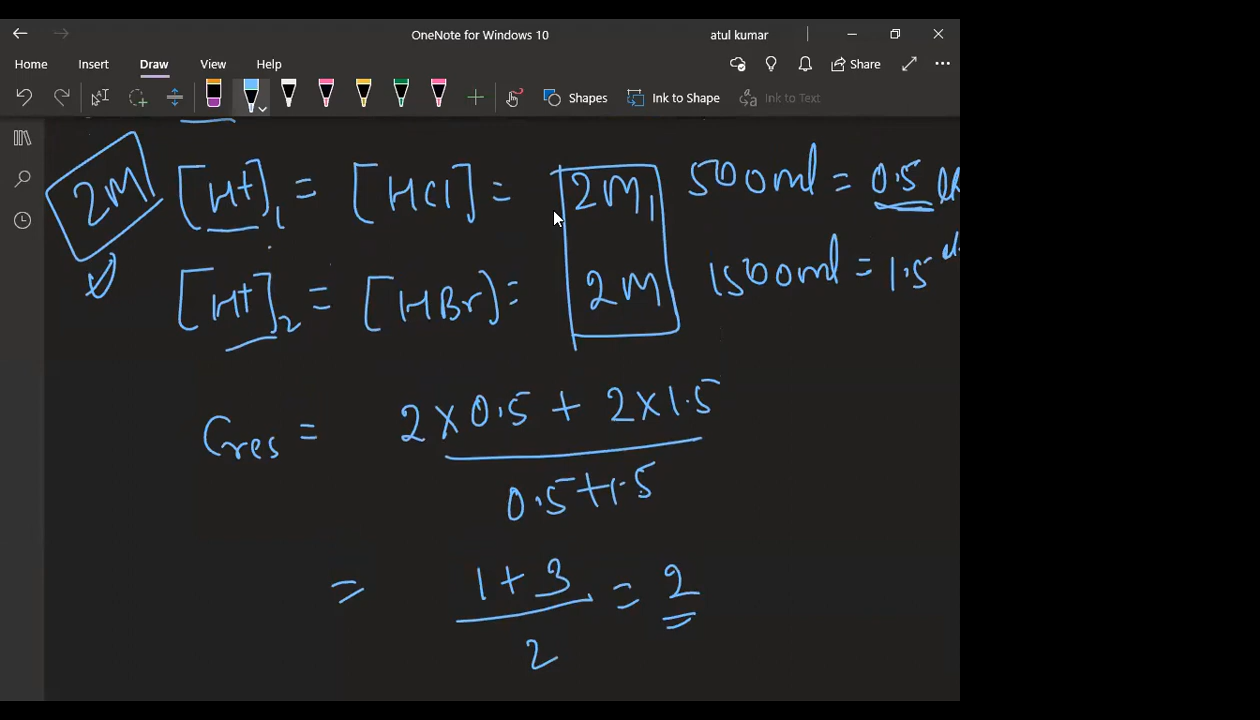 OneNote for Windows 10
atul kumar
Home Insert Draw View Help
Share
Shapes
Ink to Shape
Ink to Text
2M [H+]1 = [HCl] = 2M, 500ml = 0.5
[H+]2 = [HBr] = 2M 1500ml = 1.5
Cres = 2×0.5 + 2×1.5
0.5+1.5
= 1+3 = 2
2